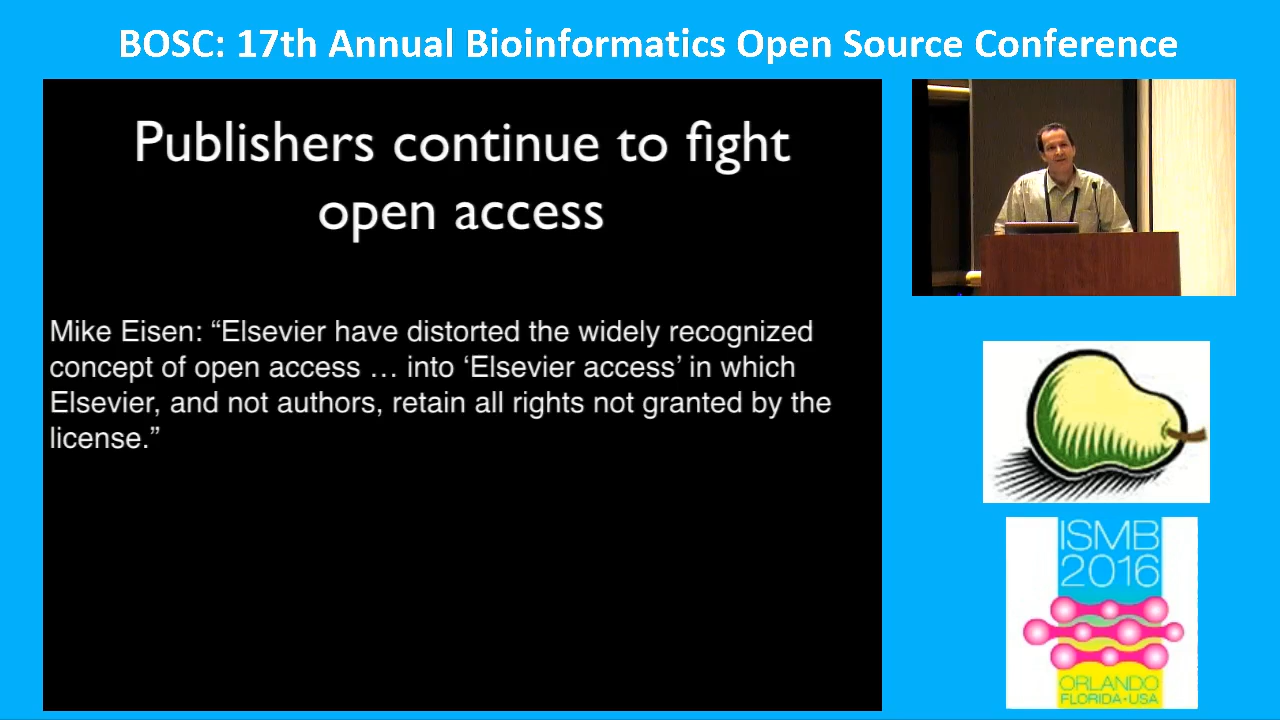 BOSC: 17th Annual Bioinformatics Open Source Conference
Publishers continue to fight
open access
Mike Eisen: “Elsevier have distorted the widely recognized
concept of open access … into ‘Elsevier access’ in which
Elsevier, and not authors, retain all rights not granted by the
license.”
ISMB
2016
ORLANDO
FLORIDA•USA